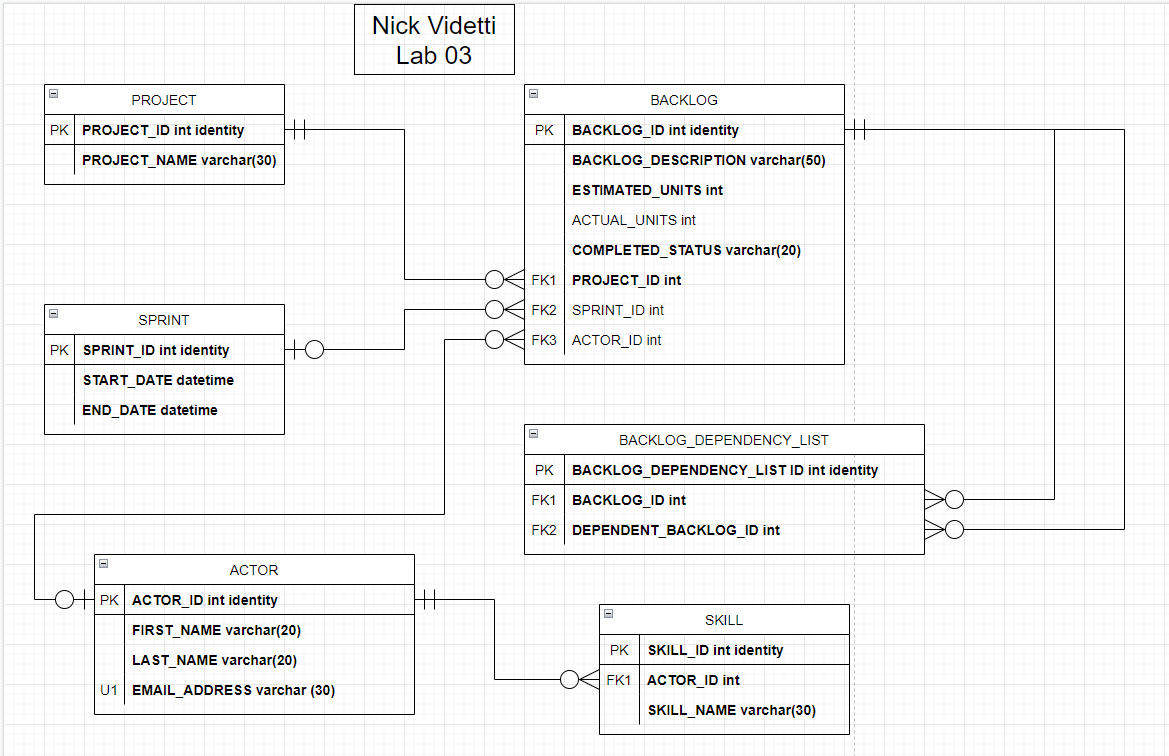 Nick Videtti
Lab 03
PROJECT
PK PROJECT_ID int identity
PROJECT_NAME varchar(30)
BACKLOG
PK BACKLOG_ID int identity
BACKLOG_DESCRIPTION varchar(50)
ESTIMATED_UNITS int
ACTUAL_UNITS int
COMPLETED_STATUS varchar(20)
FK1 PROJECT_ID int
FK2 SPRINT_ID int
FK3 ACTOR_ID int
SPRINT
PK SPRINT_ID int identity
START_DATE datetime
END_DATE datetime
BACKLOG_DEPENDENCY_LIST
PK BACKLOG_DEPENDENCY_LIST ID int identity
FK1 BACKLOG_ID int
FK2 DEPENDENT_BACKLOG_ID int
ACTOR
PK ACTOR_ID int identity
FIRST_NAME varchar(20)
LAST_NAME varchar(20)
U1 EMAIL_ADDRESS varchar (30)
SKILL
PK SKILL_ID int identity
FK1 ACTOR_ID int
SKILL_NAME varchar(30)